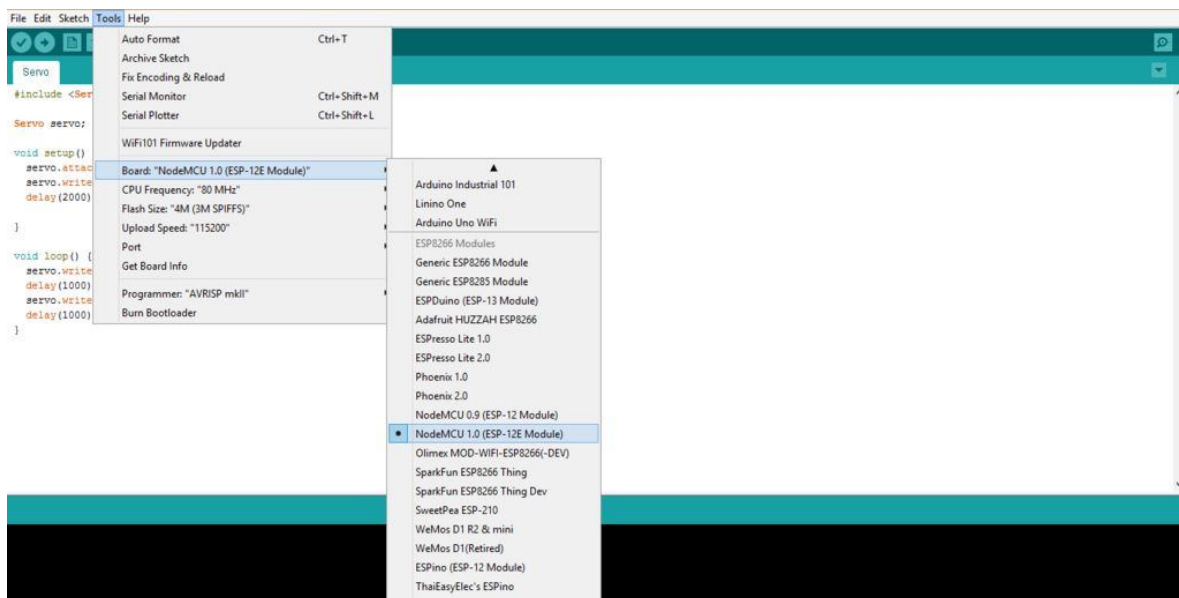 File Edit Sketch Tools Help
Servo
#include <Ser
Servo servo;
void setup()
servo.attac
servo.write
delay(2000)
}
void loop() {
servo.write
delay(1000)
servo.write
delay(1000)
}
Auto Format Ctrl+T
Archive Sketch
Fix Encoding & Reload
Serial Monitor Ctrl+Shift+M
Serial Plotter Ctrl+Shift+L
WiFi101 Firmware Updater
Board: "NodeMCU 1.0 (ESP-12E Module)"
CPU Frequency: "80 MHz"
Flash Size: "4M (3M SPIFFS)"
Upload Speed: "115200"
Port
Get Board Info
Programmer: "AVRISP mkII"
Burn Bootloader
Arduino Industrial 101
Linino One
Arduino Uno WiFi
ESP8266 Modules
Generic ESP8266 Module
Generic ESP8285 Module
ESPDuino (ESP-13 Module)
Adafruit HUZZAH ESP8266
ESPresso Lite 1.0
ESPresso Lite 2.0
Phoenix 1.0
Phoenix 2.0
NodeMCU 0.9 (ESP-12 Module)
NodeMCU 1.0 (ESP-12E Module)
Olimex MOD-WIFI-ESP8266(-DEV)
SparkFun ESP8266 Thing
SparkFun ESP8266 Thing Dev
SweetPea ESP-210
WeMos D1 R2 & mini
WeMos D1(Retired)
ESPino (ESP-12 Module)
ThaiEasyElec's ESPino